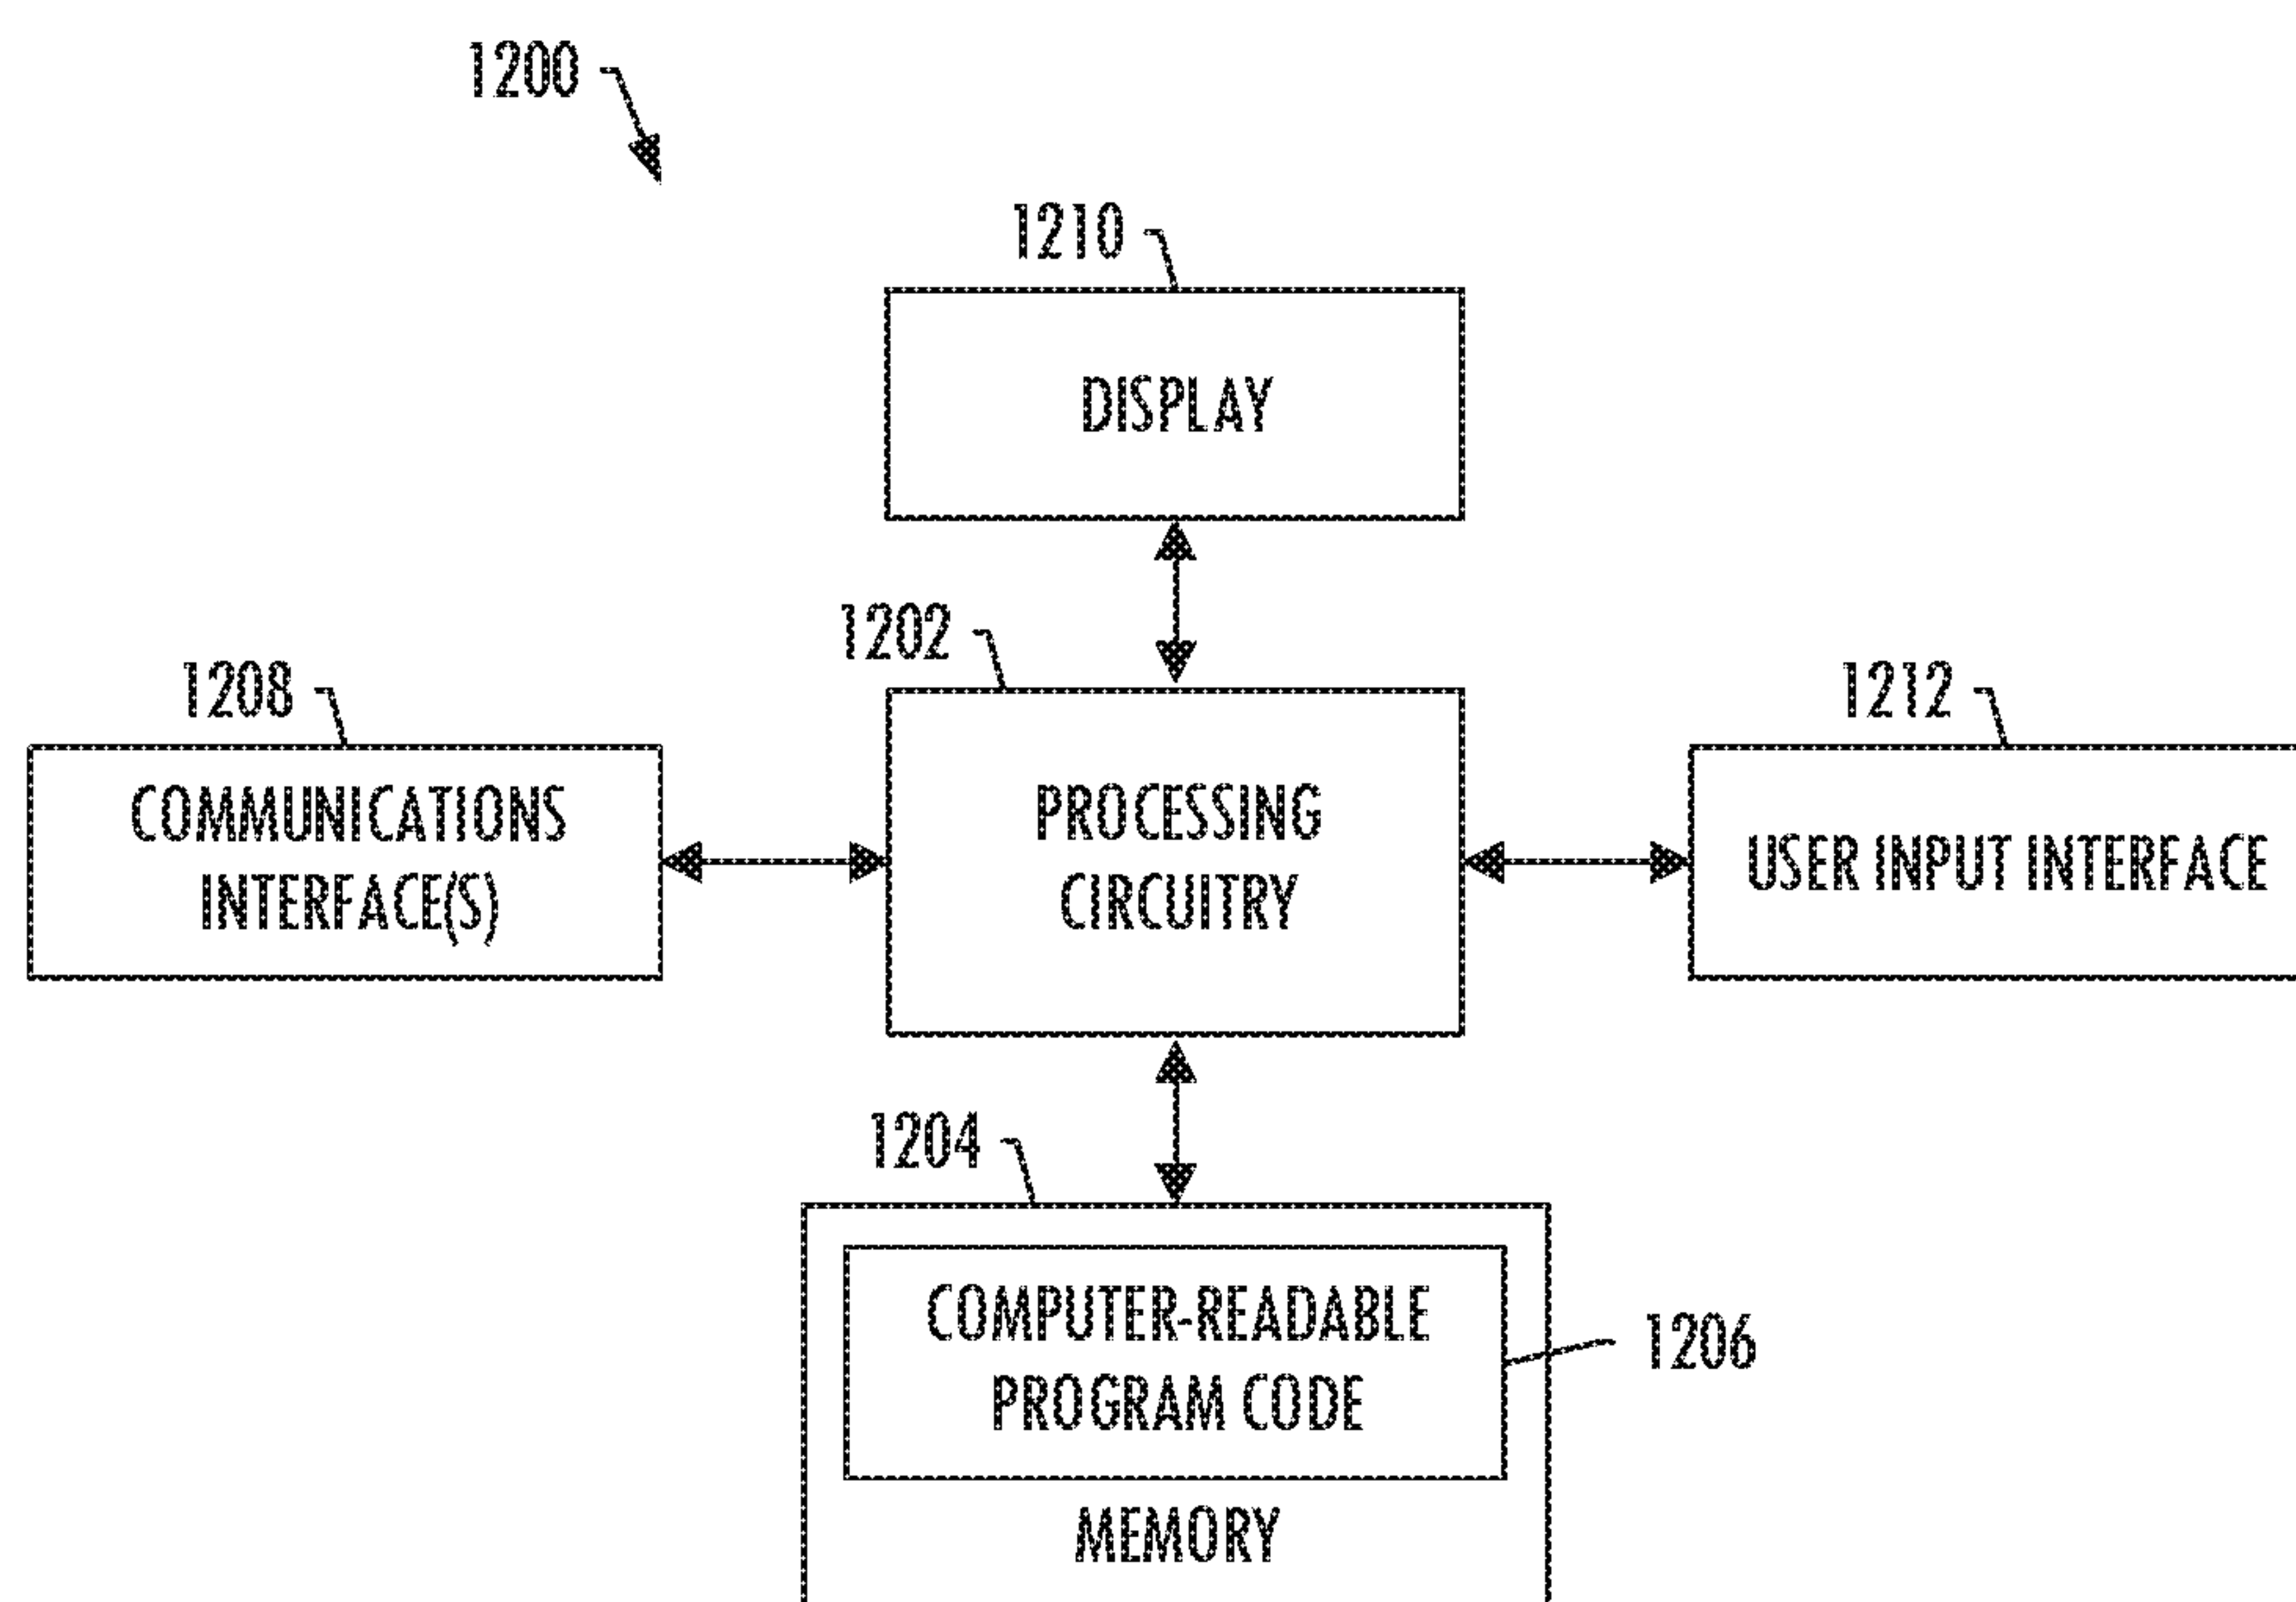 1200
1210
DISPLAY
1202
1208
1212
COMMUNICATIONS
INTERFACE(S)
PROCESSING
CIRCUITRY
USER INPUT INTERFACE
1204
COMPUTER-READABLE
PROGRAM CODE
1206
MEMORY